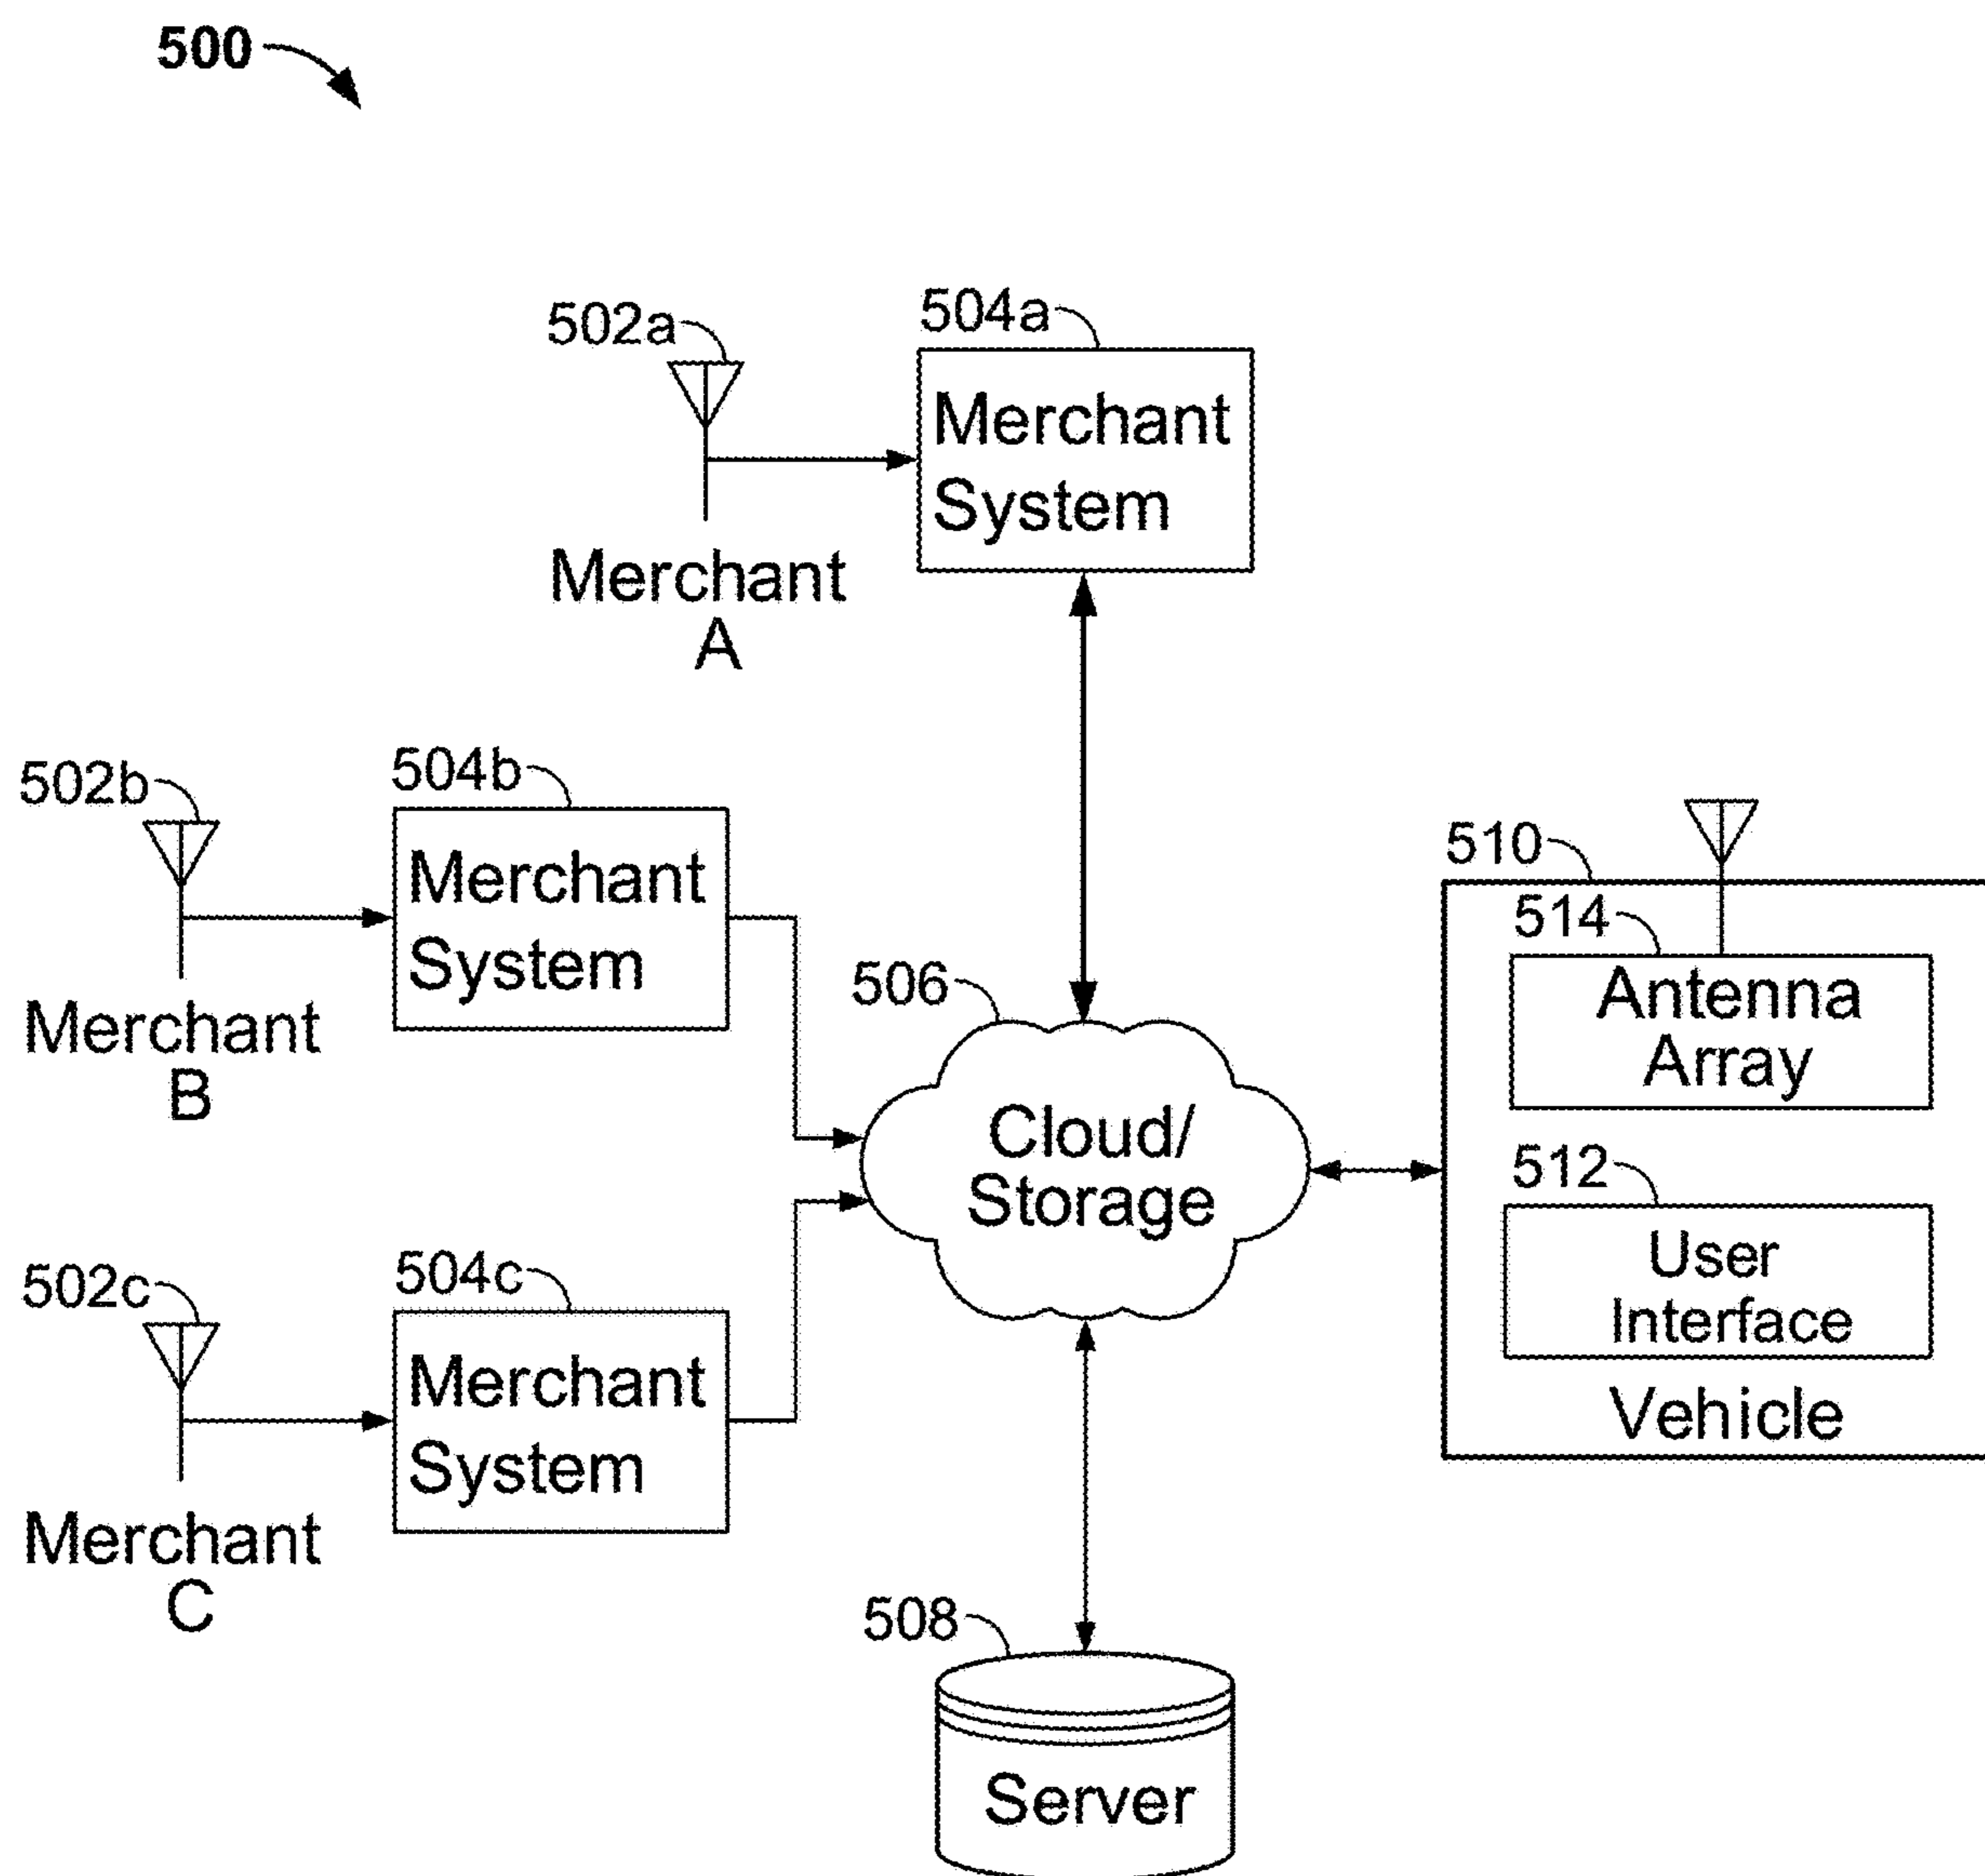 500
502a
504a
Merchant
System
Merchant
A
502b
504b
Merchant
System
Merchant
B
510
514
Antenna
Array
506
Cloud/
Storage
512
User
Interface
Vehicle
502c
504c
Merchant
System
Merchant
C
508
Server